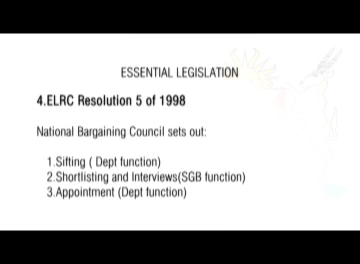 ESSENTIAL LEGISLATION
4.ELRC Resolution 5 of 1998
National Bargaining Council sets out:
1.Sifting ( Dept function)
2.Shortlisting and Interviews(SGB function)
3.Appointment (Dept function)